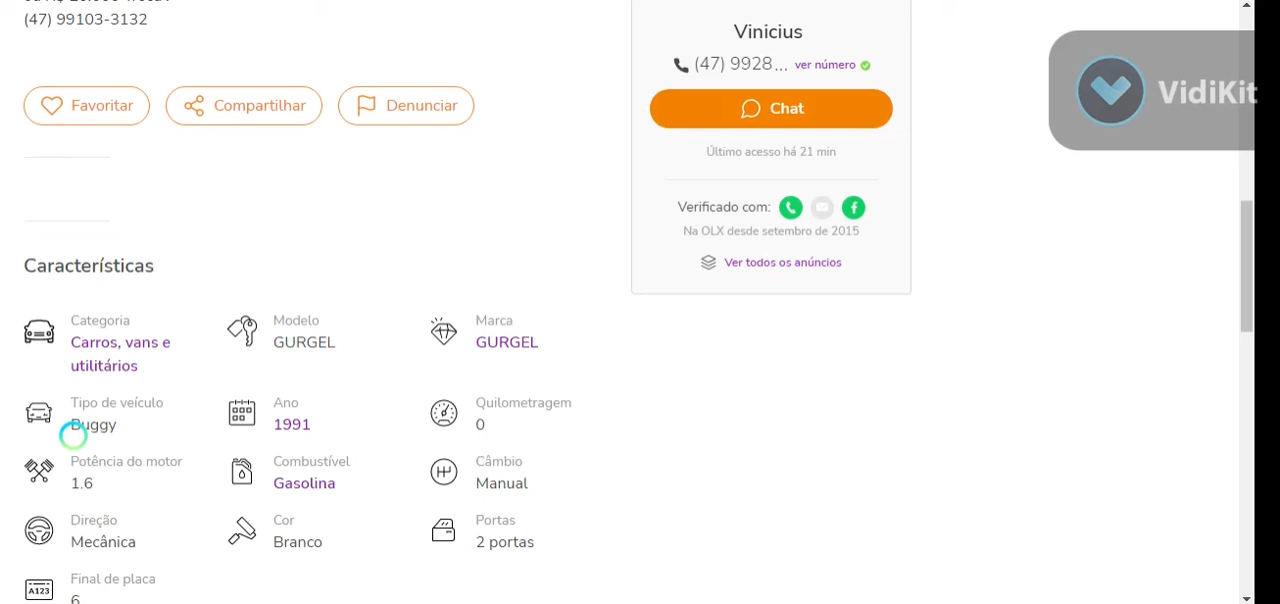 (47) 99103-3132
Favoritar
Compartilhar
Denunciar
Vinicius
(47) 9928... ver número
Chat
Último acesso há 21 min
Verificado com:
Na OLX desde setembro de 2015
Ver todos os anúncios
VidiKit
Características
Categoria
Carros, vans e
utilitários
Modelo
GURGEL
Marca
GURGEL
Tipo de veículo
Buggy
Ano
1991
Quilometragem
0
Potência do motor
1.6
Combustível
Gasolina
Câmbio
Manual
Direção
Mecânica
Cor
Branco
Portas
2 portas
A123
Final de placa
6